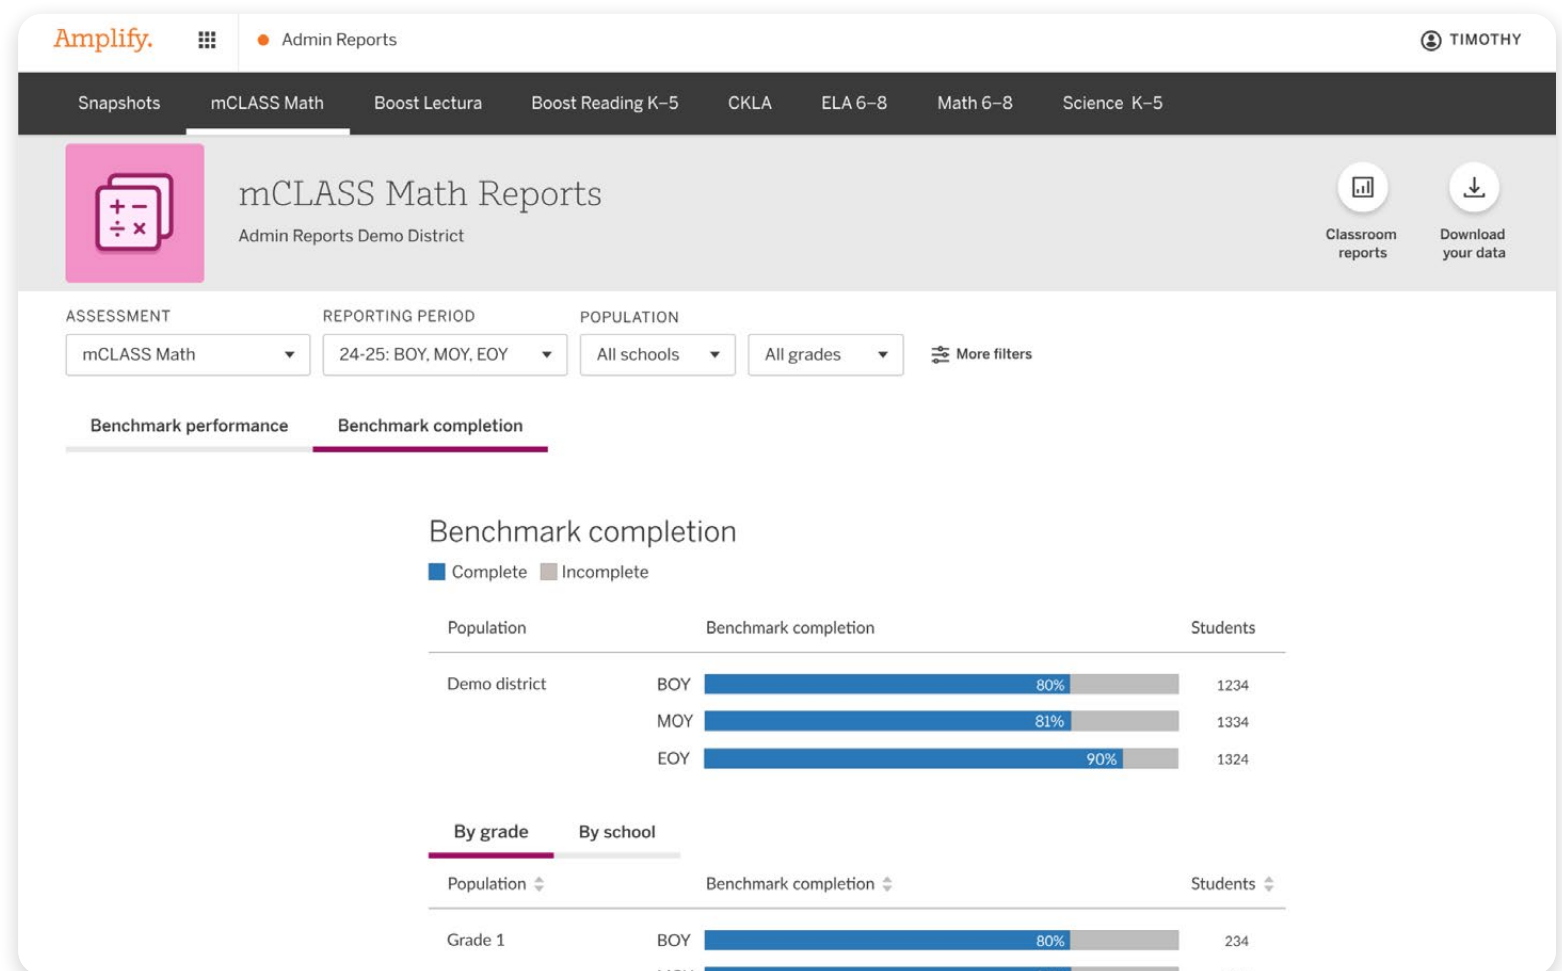 Amplify.
Admin Reports
TIMOTHY
Snapshots mCLASS Math Boost Lectura Boost Reading K–5 CKLA ELA 6–8 Math 6–8 Science K–5
mCLASS Math Reports
Admin Reports Demo District
Classroom reports
Download your data
ASSESSMENT REPORTING PERIOD POPULATION
mCLASS Math 24-25: BOY, MOY, EOY All schools All grades More filters
Benchmark performance Benchmark completion
Benchmark completion
Complete Incomplete
Population Benchmark completion Students
Demo district BOY 80% 1234
MOY 81% 1334
EOY 90% 1324
By grade By school
Population Benchmark completion Students
Grade 1 BOY 80% 234